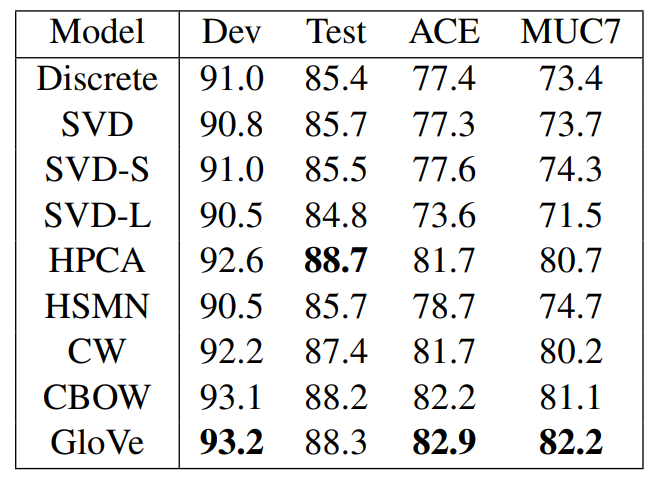 Model Dev Test ACE MUC7
Discrete 91.0 85.4 77.4 73.4
SVD 90.8 85.7 77.3 73.7
SVD-S 91.0 85.5 77.6 74.3
SVD-L 90.5 84.8 73.6 71.5
HPCA 92.6 88.7 81.7 80.7
HSMN 90.5 85.7 78.7 74.7
CW 92.2 87.4 81.7 80.2
CBOW 93.1 88.2 82.2 81.1
GloVe 93.2 88.3 82.9 82.2